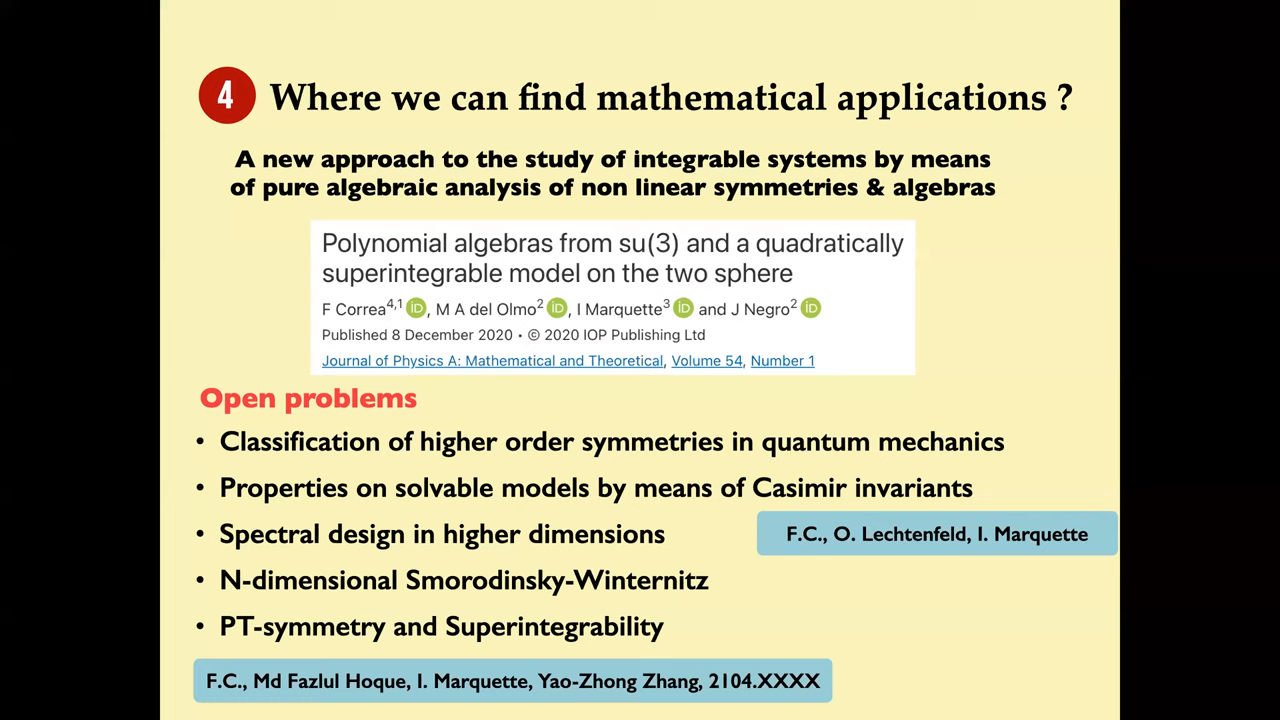 4 Where we can find mathematical applications ?
A new approach to the study of integrable systems by means
of pure algebraic analysis of non linear symmetries & algebras
Polynomial algebras from su(3) and a quadratically
superintegrable model on the two sphere
F Correa4,1 iD, M A del Olmo2 iD, I Marquette3 iD and J Negro2 iD
Published 8 December 2020 • © 2020 IOP Publishing Ltd
Journal of Physics A: Mathematical and Theoretical, Volume 54, Number 1
Open problems
• Classification of higher order symmetries in quantum mechanics
• Properties on solvable models by means of Casimir invariants
• Spectral design in higher dimensions
F.C., O. Lechtenfeld, I. Marquette
• N-dimensional Smorodinsky-Winternitz
• PT-symmetry and Superintegrability
F.C., Md Fazlul Hoque, I. Marquette, Yao-Zhong Zhang, 2104.XXXX